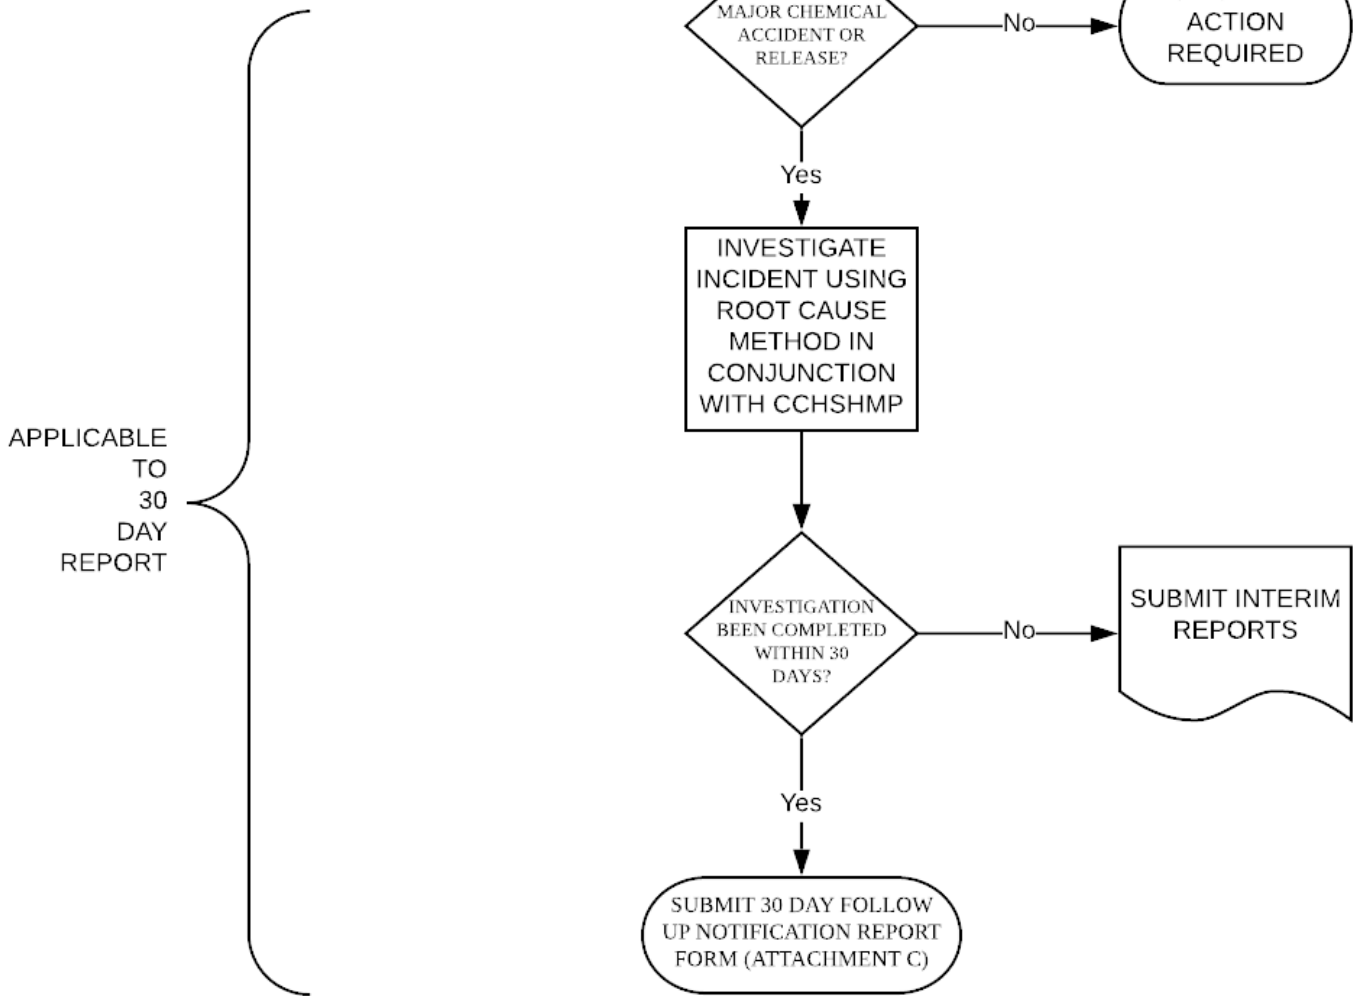 MAJOR CHEMICAL
ACCIDENT OR
RELEASE?
No
ACTION
REQUIRED
Yes
INVESTIGATE
INCIDENT USING
ROOT CAUSE
METHOD IN
CONJUNCTION
WITH CCHSHMP
APPLICABLE
TO
30
DAY
REPORT
INVESTIGATION
BEEN COMPLETED
WITHIN 30
DAYS?
No
SUBMIT INTERIM
REPORTS
Yes
SUBMIT 30 DAY FOLLOW
UP NOTIFICATION REPORT
FORM (ATTACHMENT C)